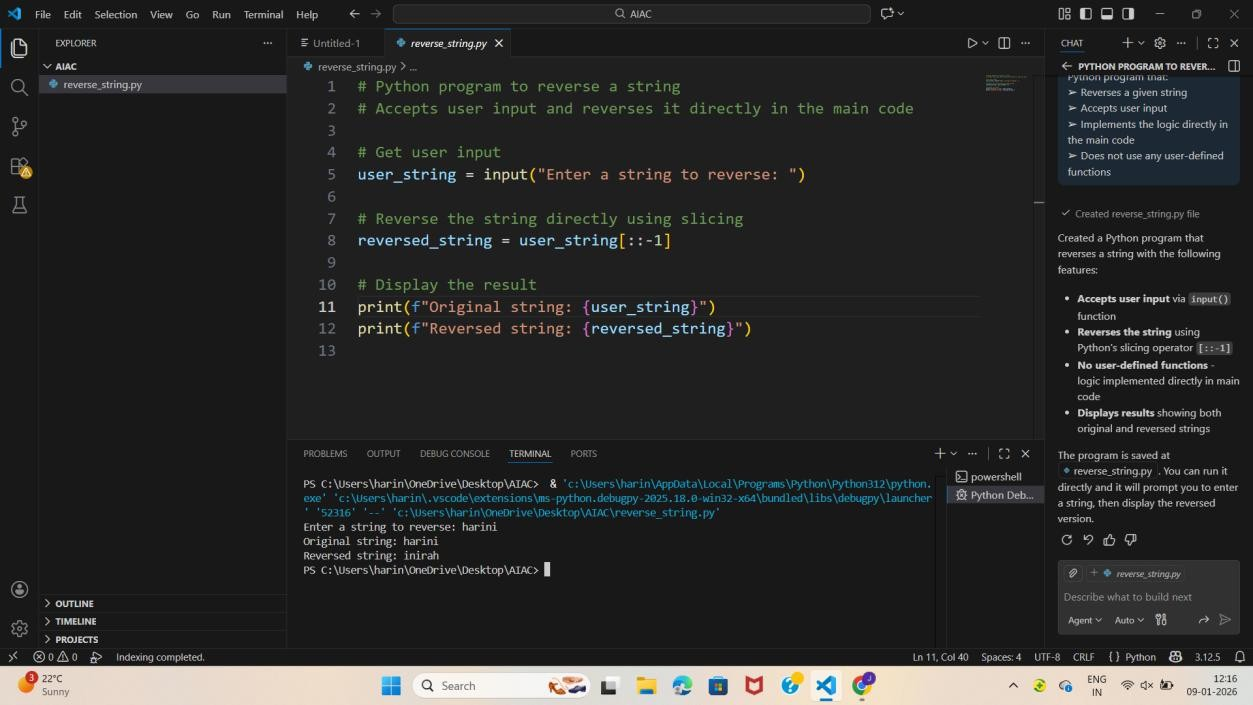 File Edit Selection View Go Run Terminal Help
AIAC
EXPLORER
AIAC
reverse_string.py
OUTLINE
TIMELINE
PROJECTS
Untitled-1
reverse_string.py
reverse_string.py > ...
1 # Python program to reverse a string
2 # Accepts user input and reverses it directly in the main code
3
4 # Get user input
5 user_string = input("Enter a string to reverse: ")
6
7 # Reverse the string directly using slicing
8 reversed_string = user_string[::-1]
9
10 # Display the result
11 print(f"Original string: {user_string}")
12 print(f"Reversed string: {reversed_string}")
13
PROBLEMS OUTPUT DEBUG CONSOLE TERMINAL PORTS
PS C:\Users\harin\OneDrive\Desktop\AIAC> & 'c:\Users\harin\AppData\Local\Programs\Python\Python312\python.
exe' 'c:\Users\harin\.vscode\extensions\ms-python.debugpy-2025.18.0-win32-x64\bundled\libs\debugpy\launcher
' '52316' '--' 'c:\Users\harin\OneDrive\Desktop\AIAC\reverse_string.py'
Enter a string to reverse: harini
Original string: harini
Reversed string: inirah
PS C:\Users\harin\OneDrive\Desktop\AIAC>
powershell
Python Deb...
CHAT
PYTHON PROGRAM TO REVER...
Python program that:
➢ Reverses a given string
➢ Accepts user input
➢ Implements the logic directly in
the main code
➢ Does not use any user-defined
functions
Created reverse_string.py file
Created a Python program that
reverses a string with the following
features:
• Accepts user input via input()
function
• Reverses the string using
Python's slicing operator [::-1]
• No user-defined functions -
logic implemented directly in main
code
• Displays results showing both
original and reversed strings
The program is saved at
reverse_string.py . You can run it
directly and it will prompt you to enter
a string, then display the reversed
version.
reverse_string.py
Describe what to build next
Agent Auto
0 0 Indexing completed.
Ln 11, Col 40 Spaces: 4 UTF-8 CRLF {} Python 3.12.5
3
22°C
Sunny
Search
J
ENG
IN
12:16
09-01-2026